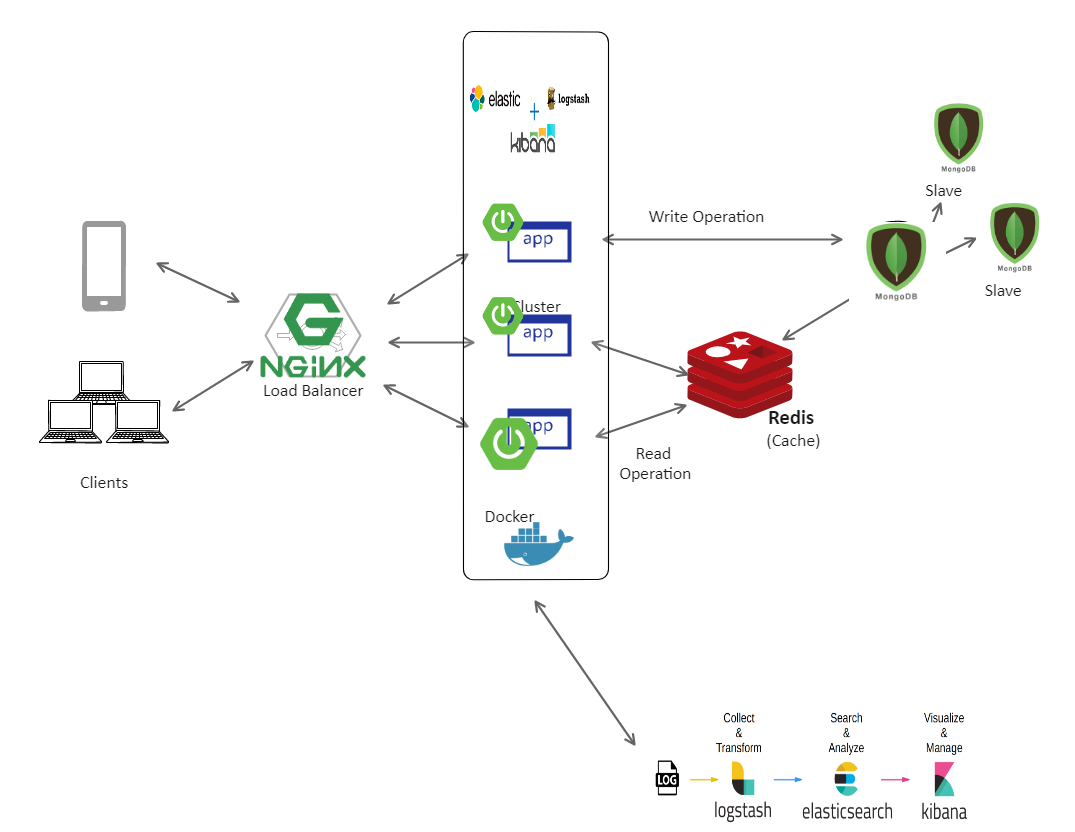 elastic
+
logstash
kibana
MongoDB
Slave
Write Operation
app
MongoDB
Slave
MongoDB
Cluster
app
NGiNX
Load Balancer
Redis
(Cache)
app
Read
Operation
Clients
Docker
Collect
&
Transform
Search
&
Analyze
Visualize
&
Manage
LOG
logstash
elasticsearch
kibana